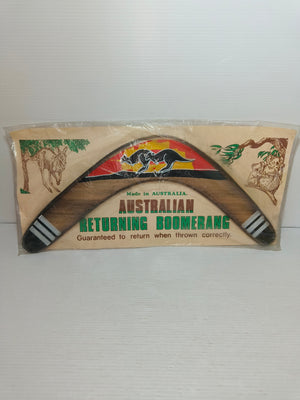 Made in AUSTRALIA.
AUSTRALIAN
RETURNING BOOMERANG
Guaranteed to return when thrown correctly.